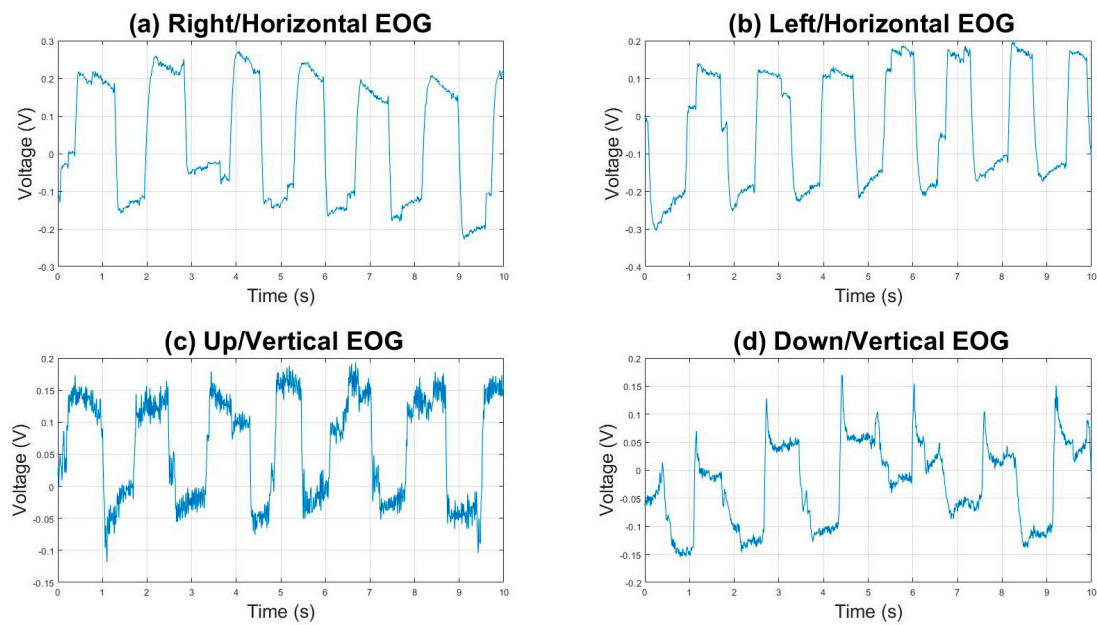 (a) Right/Horizontal EOG
0.3
0.2
0.1
0
-0.1
-0.2
-0.3
Voltage (V)
0 1 2 3 4 5 6 7 8 9 10
Time (s)
(b) Left/Horizontal EOG
0.2
0.1
0
-0.1
-0.2
-0.3
-0.4
Voltage (V)
0 1 2 3 4 5 6 7 8 9 10
Time (s)
(c) Up/Vertical EOG
0.2
0.15
0.1
0.05
0
-0.05
-0.1
-0.15
Voltage (V)
0 1 2 3 4 5 6 7 8 9 10
Time (s)
(d) Down/Vertical EOG
0.2
0.15
0.1
0.05
0
-0.05
-0.1
-0.15
-0.2
Voltage (V)
0 1 2 3 4 5 6 7 8 9 10
Time (s)